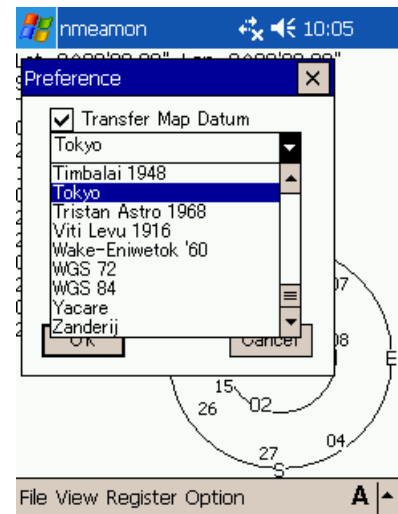 nmeamon 10:05
Preference
Transfer Map Datum
Tokyo
Timbalai 1948
Tokyo
Tristan Astro 1968
Viti Levu 1916
Wake-Eniwetok '60
WGS 72
WGS 84
Yacare
Zanderij
OK Cancel
07
08
E
15
02
26
04
27
S
File View Register Option A